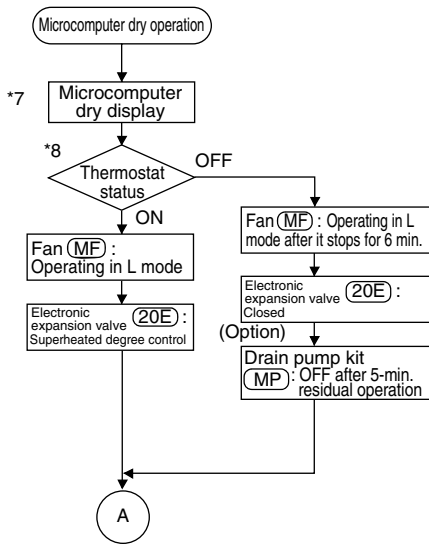 Microcomputer dry operation
*7
Microcomputer
dry display
*8
Thermostat
status
OFF
ON
Fan MF :
Operating in L mode
Electronic
expansion valve 20E :
Superheated degree control
Fan MF : Operating in L
mode after it stops for 6 min.
Electronic
expansion valve 20E :
Closed
(Option)
Drain pump kit
MP : OFF after 5-min.
residual operation
A